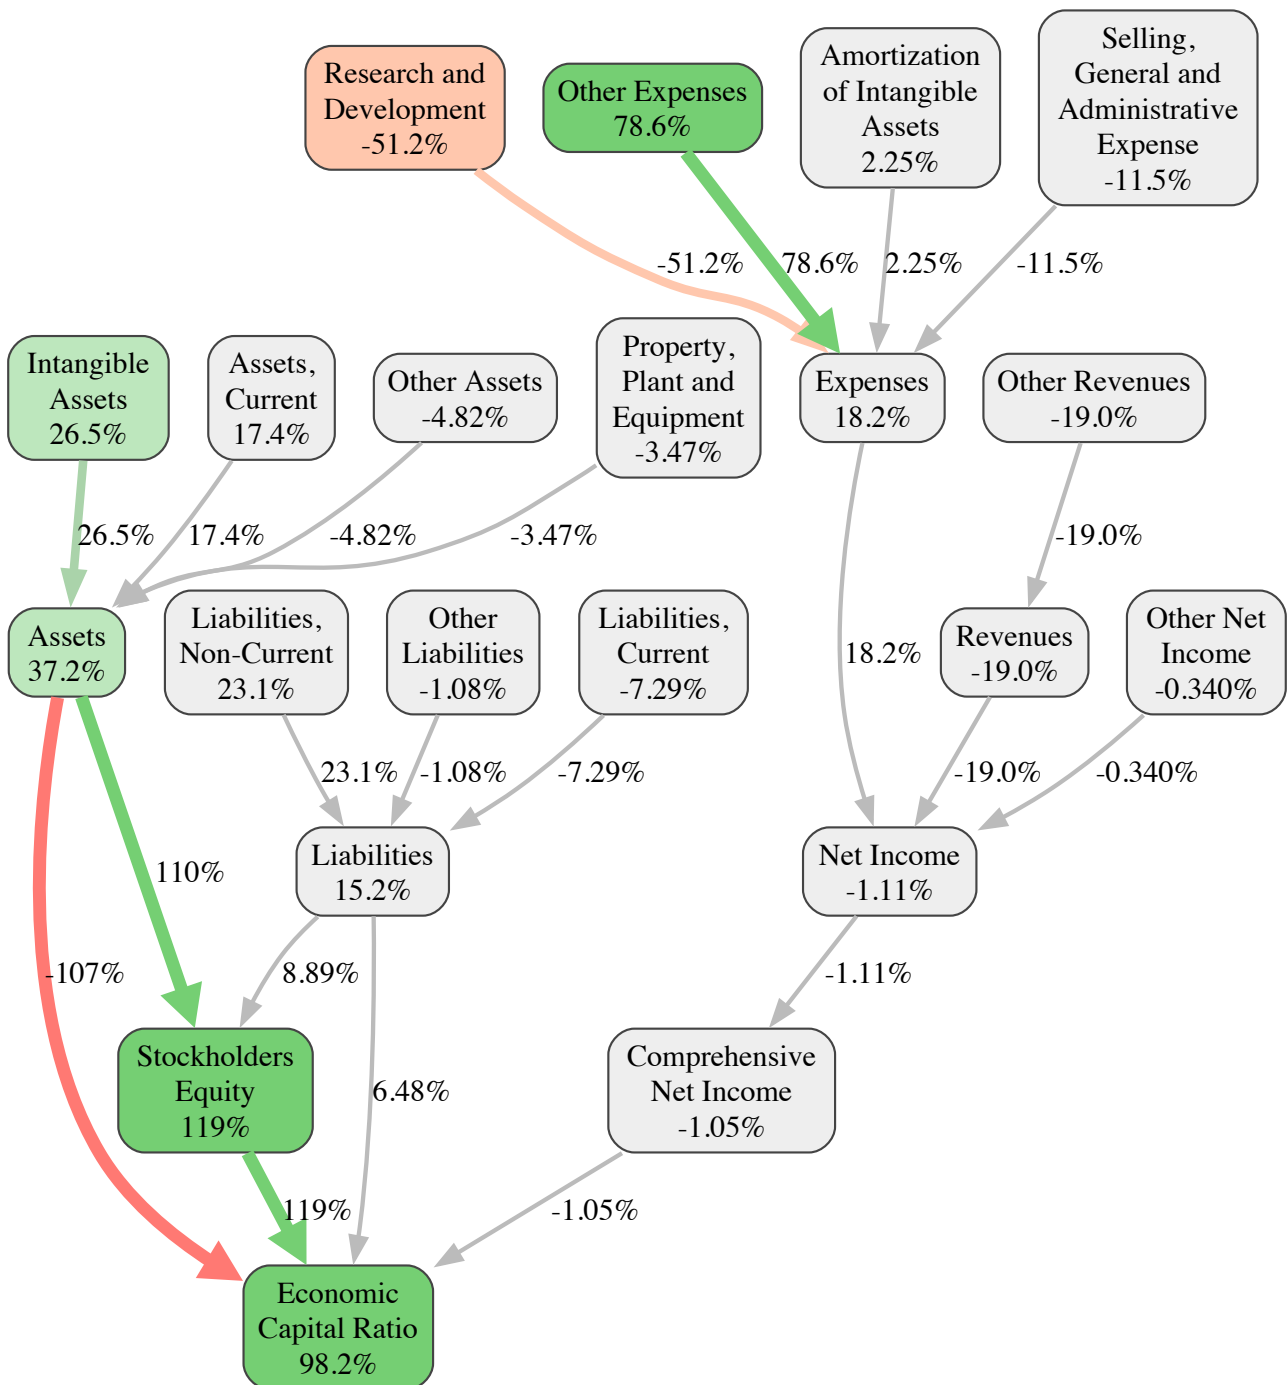 Research and
Development
-51.2%
Other Expenses
78.6%
Amortization
of Intangible
Assets
2.25%
Selling,
General and
Administrative
Expense
-11.5%
-51.2%
78.6%
2.25%
-11.5%
Intangible
Assets
26.5%
Assets,
Current
17.4%
Other Assets
-4.82%
Property,
Plant and
Equipment
-3.47%
Expenses
18.2%
Other Revenues
-19.0%
26.5%
17.4%
-4.82%
-3.47%
-19.0%
Assets
37.2%
Liabilities,
Non-Current
23.1%
Other
Liabilities
-1.08%
Liabilities,
Current
-7.29%
18.2%
Revenues
-19.0%
Other Net
Income
-0.340%
23.1%
-1.08%
-7.29%
-19.0%
-0.340%
110%
Liabilities
15.2%
Net Income
-1.11%
-107%
8.89%
-1.11%
Stockholders
Equity
119%
6.48%
Comprehensive
Net Income
-1.05%
119%
-1.05%
Economic
Capital Ratio
98.2%